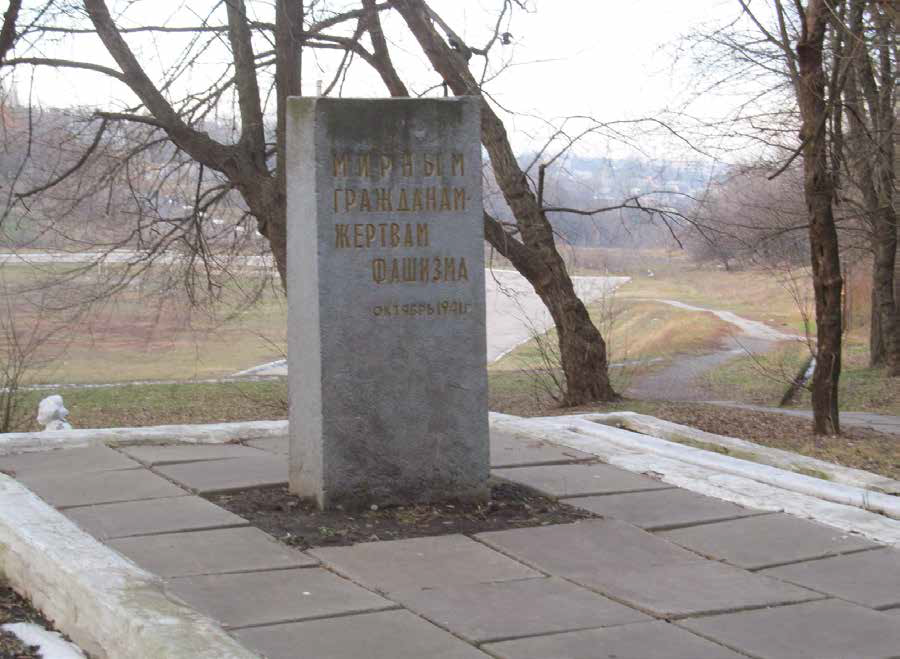 МИРНЫМ
ГРАЖДАНАМ-
ЖЕРТВАМ
ФАШИЗМА
ОКТЯБРЬ 1941г.